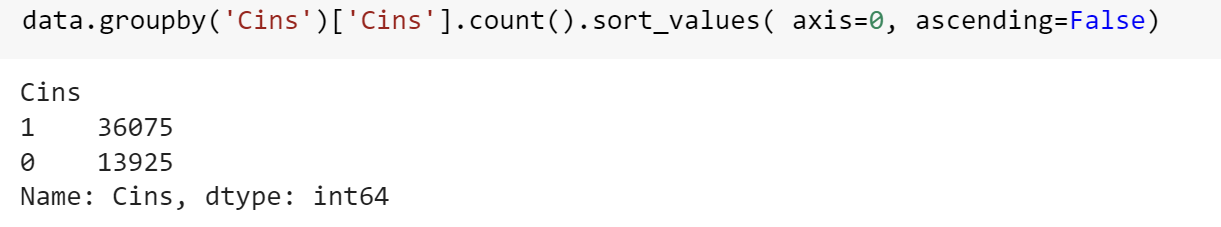 data.groupby('Cins')['Cins'].count().sort_values( axis=0, ascending=False)
Cins
1    36075
0    13925
Name: Cins, dtype: int64